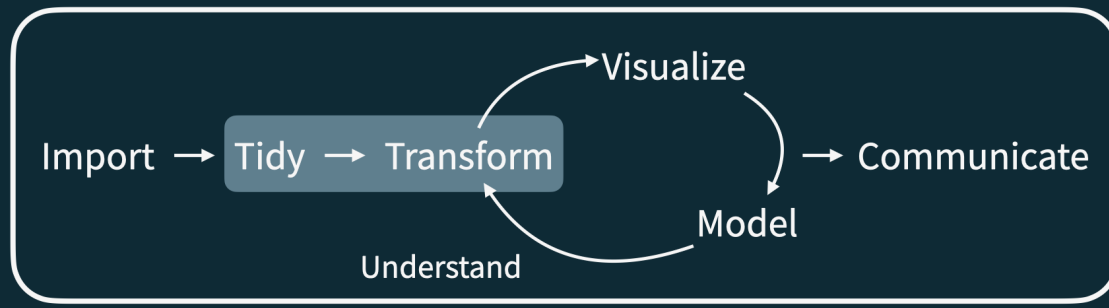 Visualize
Import Tidy Transform Communicate
Model
Understand